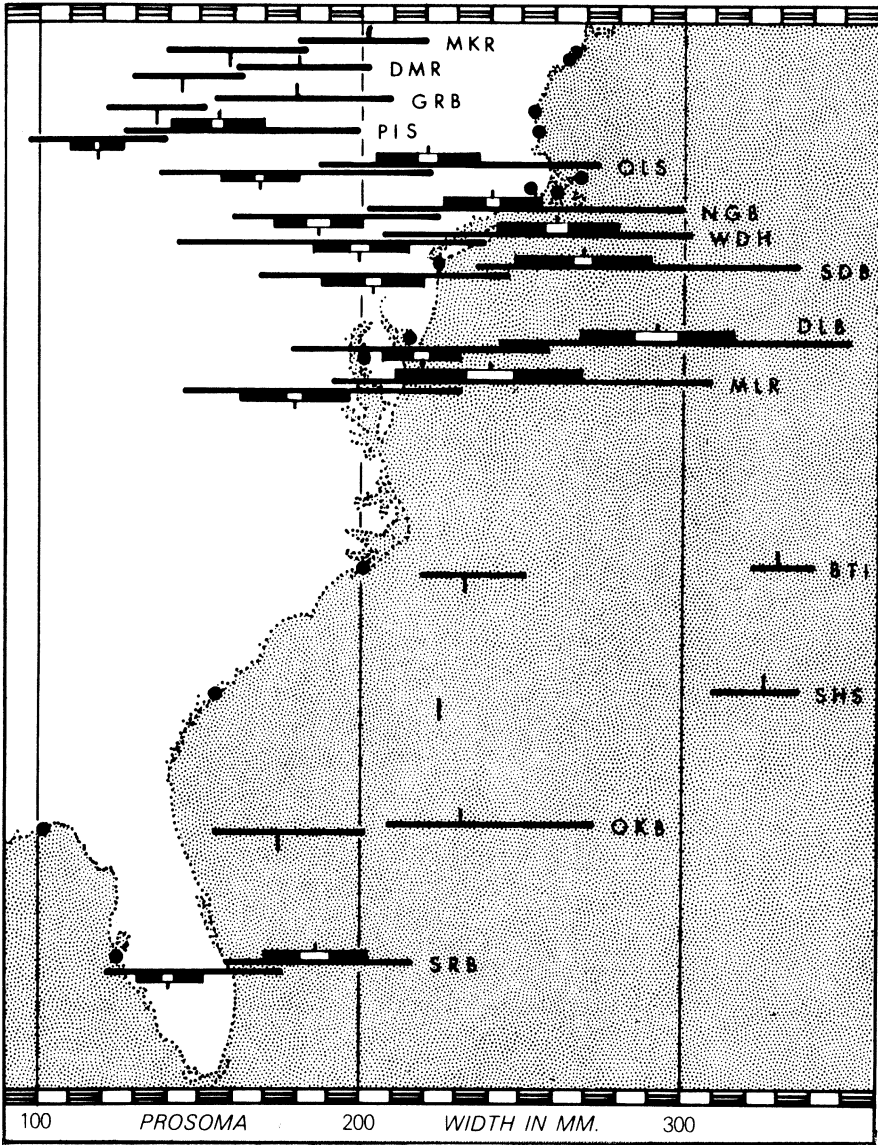 MKR
DMR
GRB
PIS
OLS
NGB
WDH
SDB
DLB
MLR
BTI
SHS
OKB
SRB
100 PROSOMA 200 WIDTH IN MM. 300